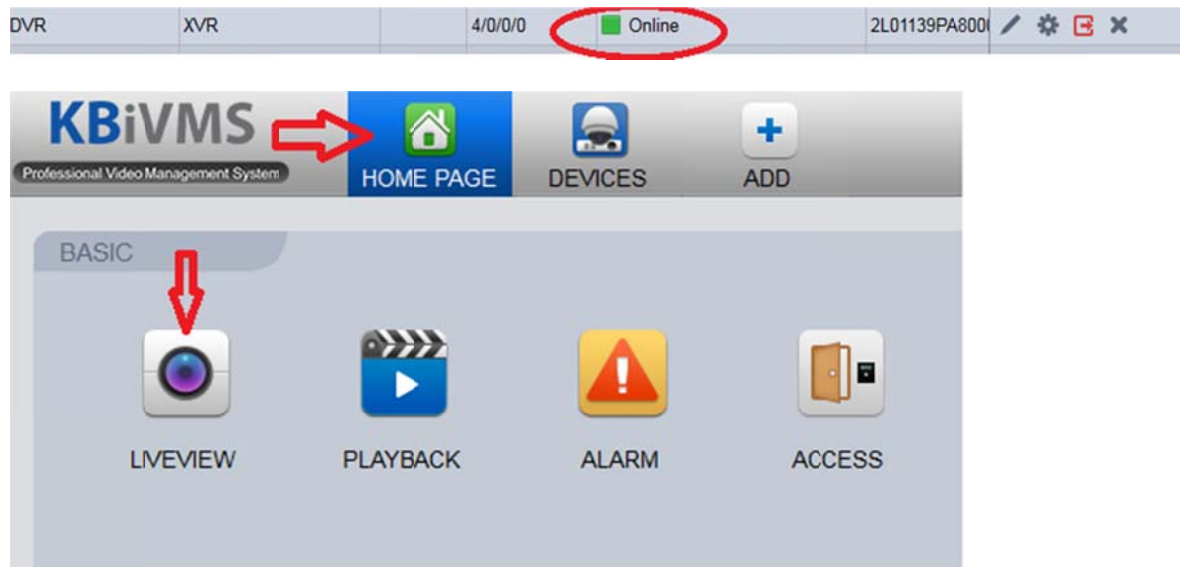 DVR XVR 4/0/0/0 Online 2L01139PA800
KBiVMS
Professional Video Management System
HOME PAGE DEVICES ADD
BASIC
LIVEVIEW PLAYBACK ALARM ACCESS